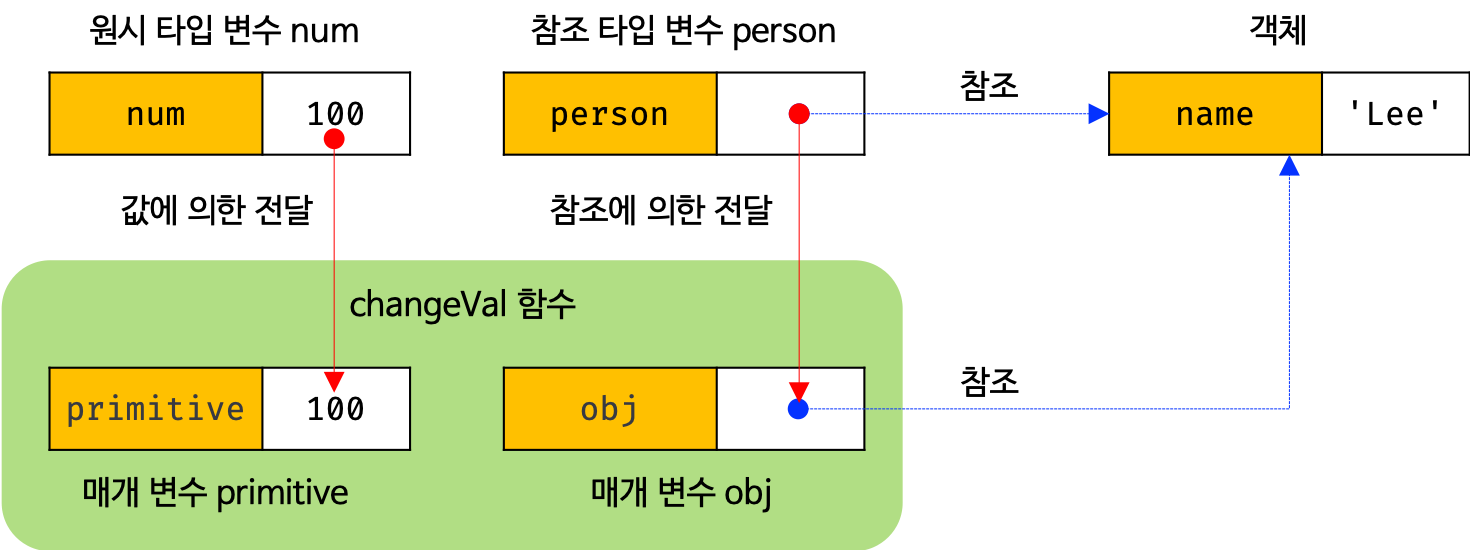 원시 타입 변수 num
참조 타입 변수 person
객체
num
100
person
참조
name
'Lee'
값에 의한 전달
참조에 의한 전달
changeVal 함수
primitive
100
obj
참조
매개 변수 primitive
매개 변수 obj